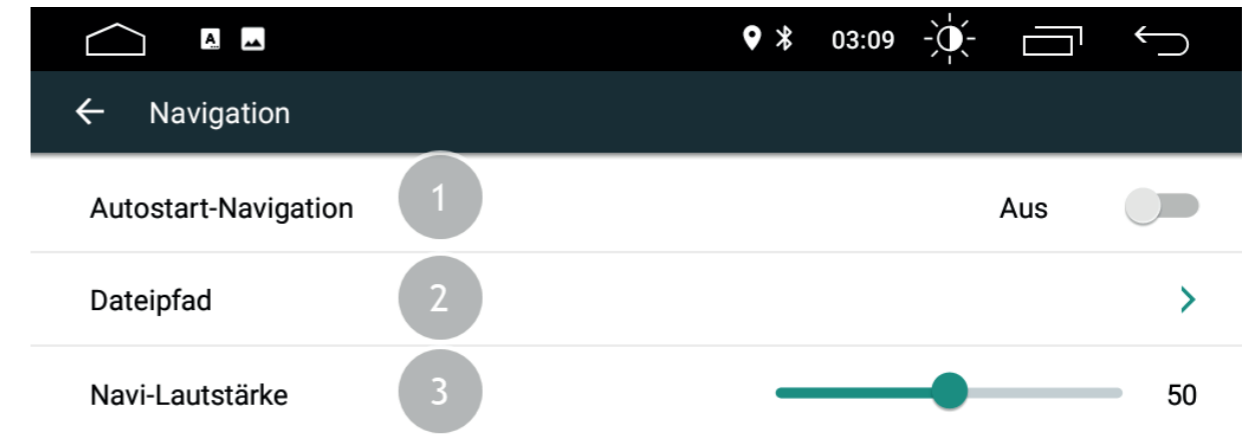 A
03:09
Navigation
Autostart-Navigation 1 Aus
Dateipfad 2
Navi-Lautstärke 3 50